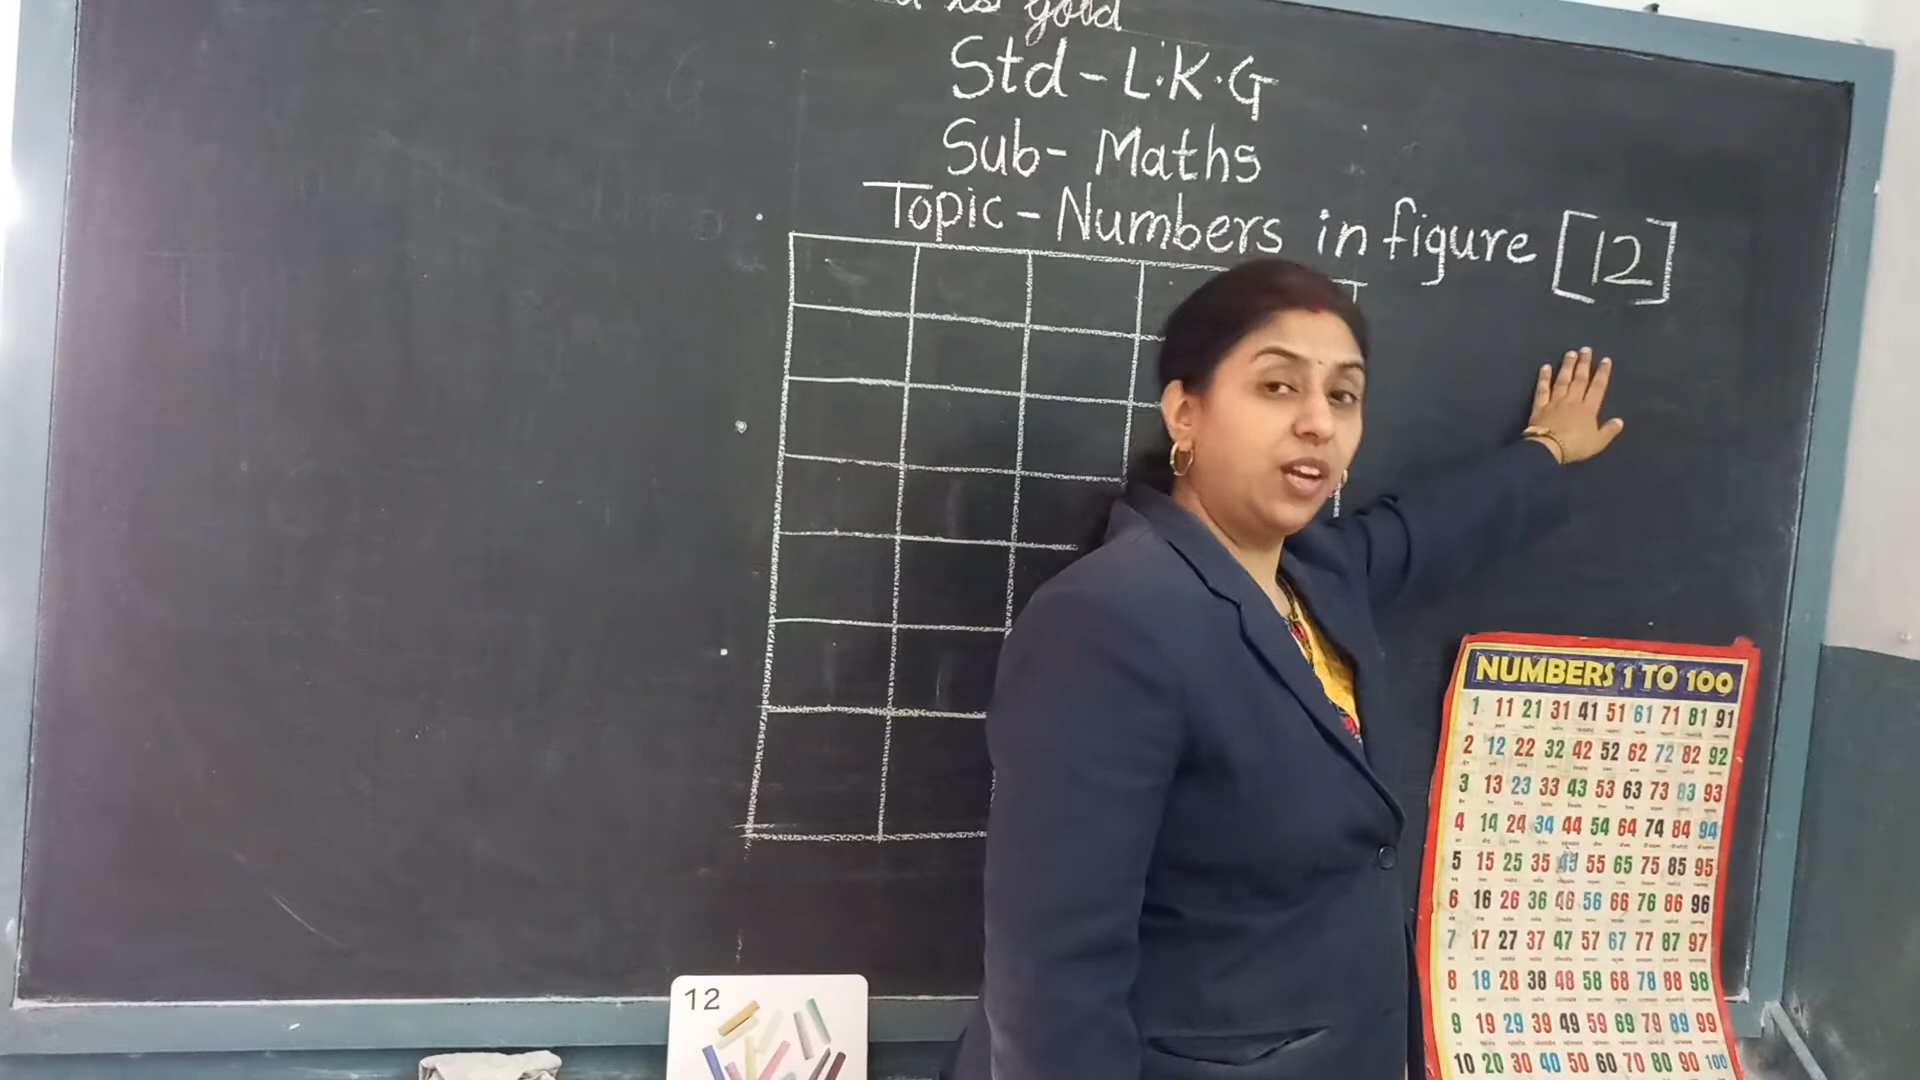 is good
Std - L.K.G
Sub - Maths
Topic - Numbers in figure [12]
NUMBERS 1 TO 100
1 11 21 31 41 51 61 71 81 91
2 12 22 32 42 52 62 72 82 92
3 13 23 33 43 53 63 73 83 93
4 14 24 34 44 54 64 74 84 94
5 15 25 35 45 55 65 75 85 95
6 16 26 36 46 56 66 76 86 96
7 17 27 37 47 57 67 77 87 97
8 18 28 38 48 58 68 78 88 98
9 19 29 39 49 59 69 79 89 99
10 20 30 40 50 60 70 80 90 100
12